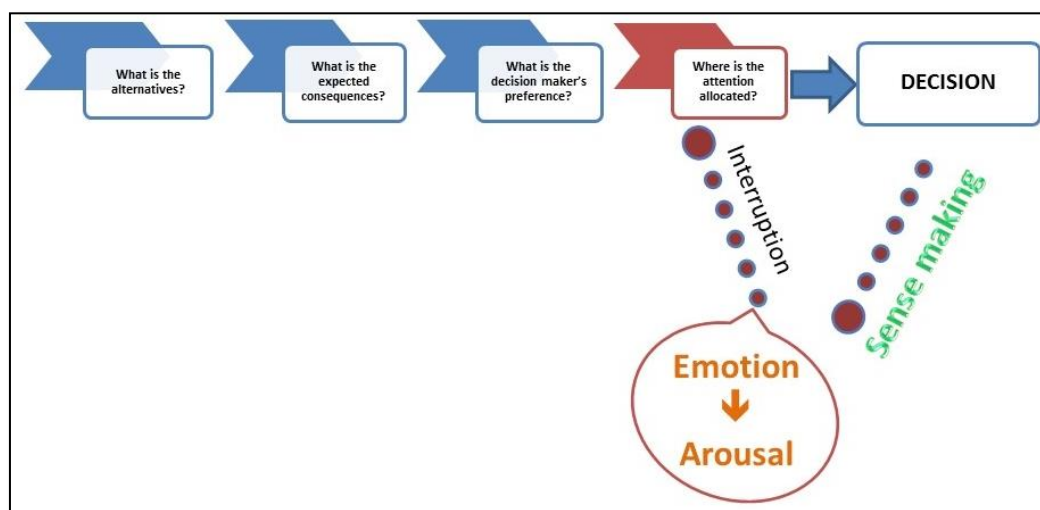 What is the
alternatives?
What is the
expected
consequences?
What is the
decision maker's
preference?
Where is the
attention
allocated?
DECISION
Interruption
Sense making
Emotion
Arousal